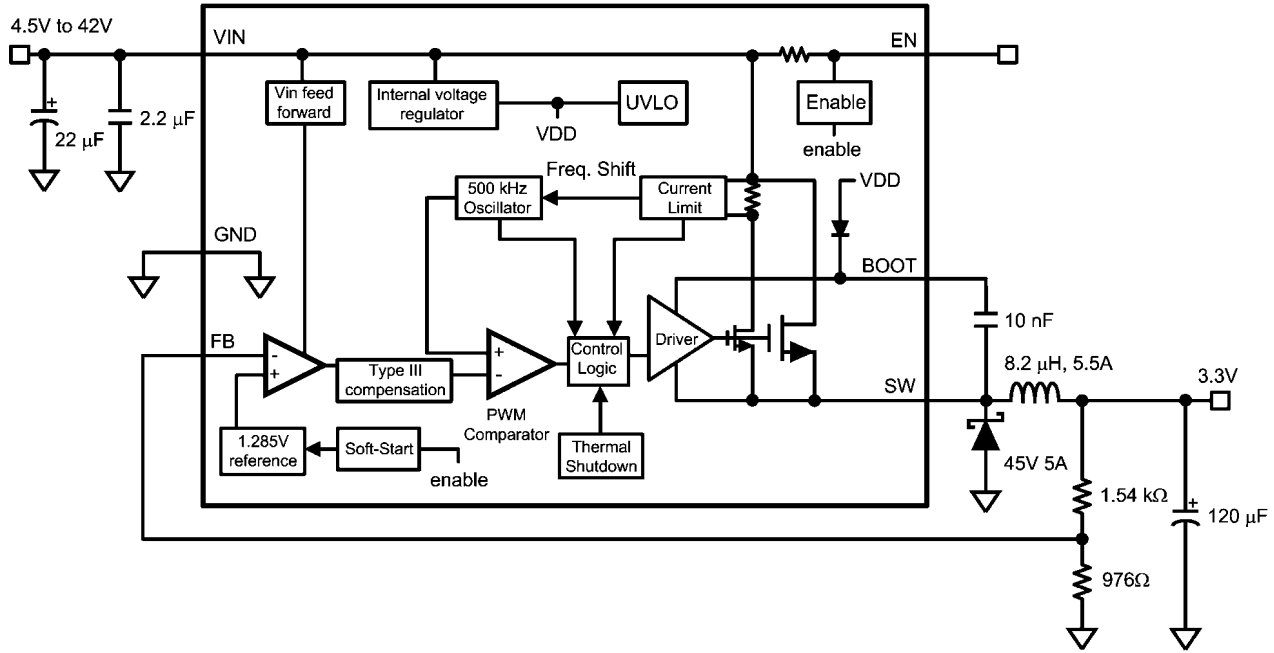 4.5V to 42V
VIN
EN
Vin feed
forward
Internal voltage
regulator
UVLO
Enable
+
22 μF
2.2 μF
VDD
enable
Freq. Shift
500 kHz
Oscillator
Current
Limit
VDD
GND
BOOT
FB
-
+
Type III
compensation
+
-
PWM
Comparator
Control
Logic
Driver
10 nF
8.2 μH, 5.5A
SW
3.3V
1.285V
reference
Soft-Start
enable
Thermal
Shutdown
45V 5A
1.54 kΩ
+
120 μF
976Ω